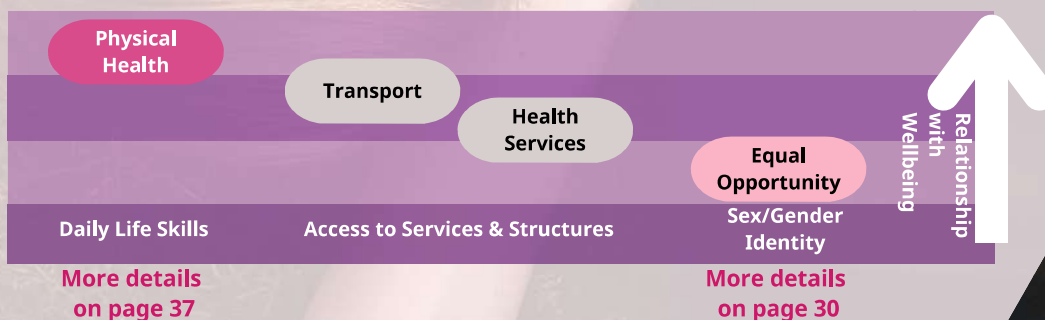 Physical
Health
Transport
Health
Services
Equal
Opportunity
Relationship
with
Wellbeing
Daily Life Skills
Access to Services & Structures
Sex/Gender
Identity
More details
on page 37
More details
on page 30